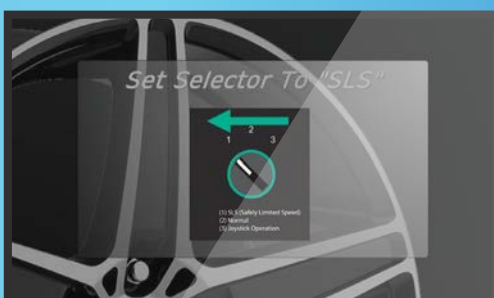 Set Selector To "SLS"
2
1 3
(1) SLS (Safely Limited Speed)
(2) Normal
(3) Joystick Operation